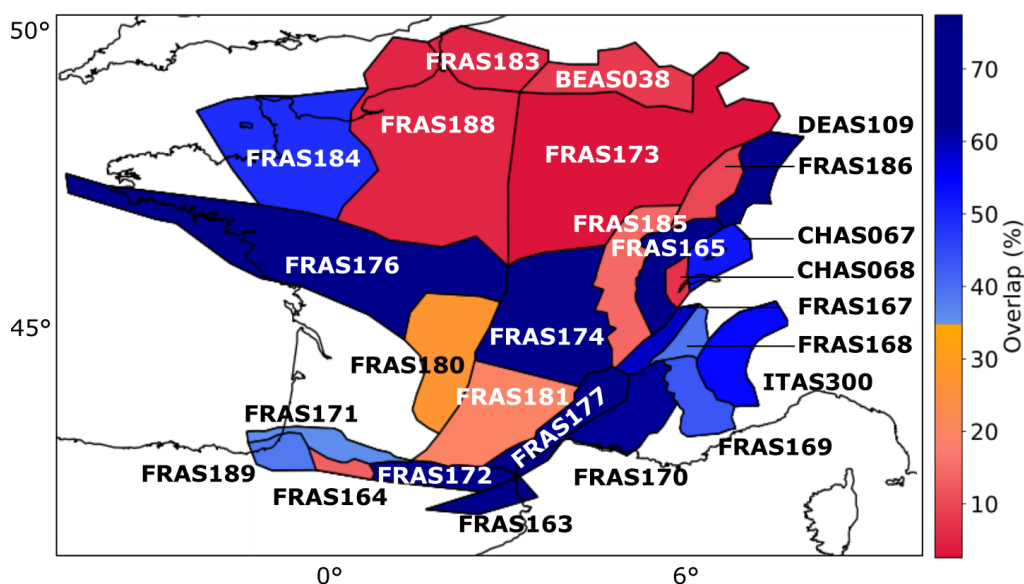 50°
FRAS183
BEAS038
70
FRAS188
DEAS109
FRAS173
FRAS184
FRAS186
60
FRAS185
CHAS067
FRAS165
50
FRAS176
CHAS068
40
FRAS167
45°
FRAS174
FRAS168
30
FRAS180
ITAS300
FRAS181
FRAS177
FRAS171
20
FRAS169
FRAS189
FRAS172
FRAS170
FRAS164
10
FRAS163
0°
6°
Overlap (%)